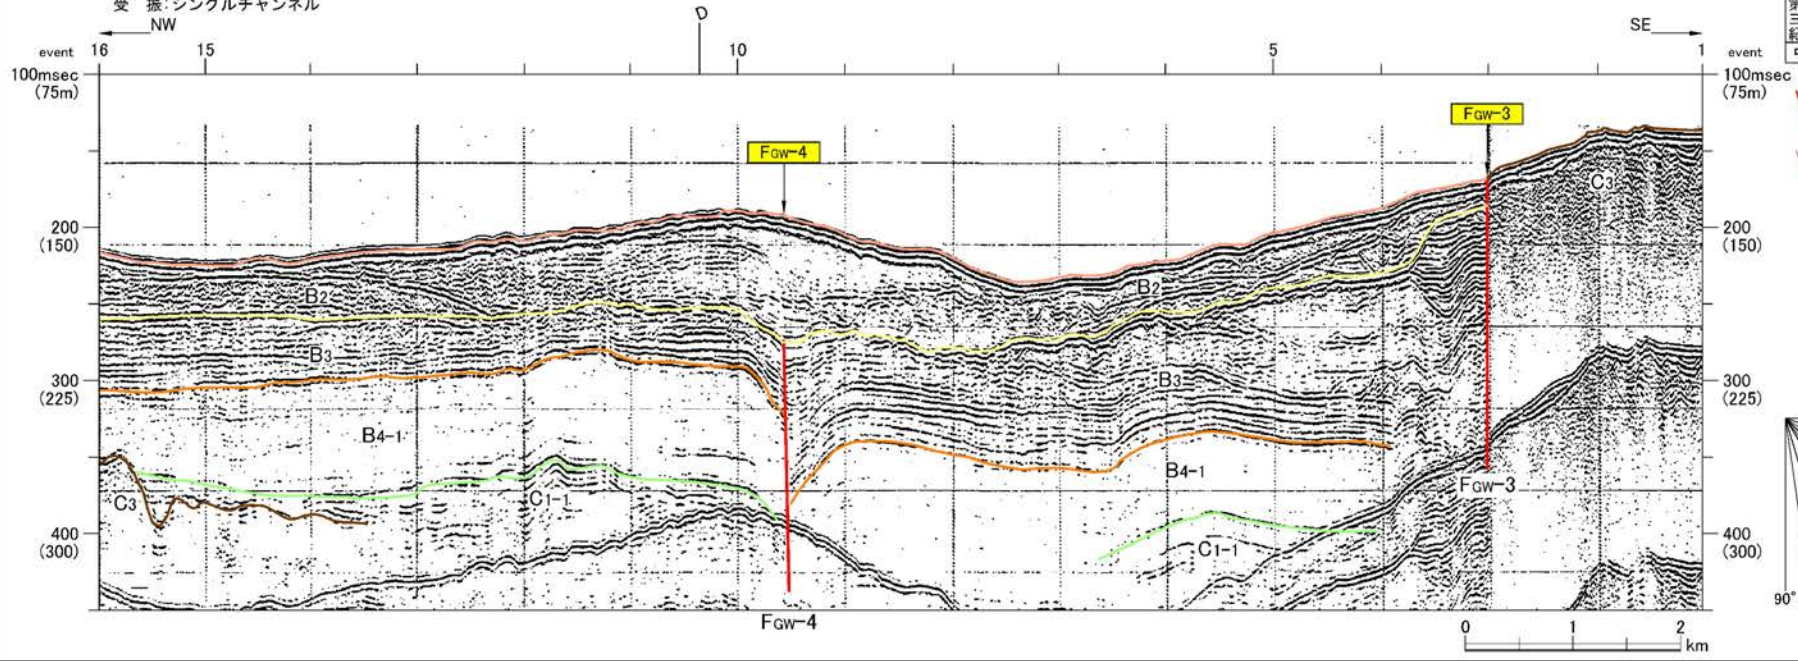 受 振:シングルチャンネル
NW
D
SE
event
16
15
10
5
1
event
100msec
(75m)
100msec
(75m)
FGW-3
FGW-4
C3
200
(150)
200
(150)
B2
B2
B3
B3
300
(225)
300
(225)
B4-1
B4-1
C3
C1-1
FGW-3
400
(300)
C1-1
400
(300)
90°
FGW-4
0
1
2
km